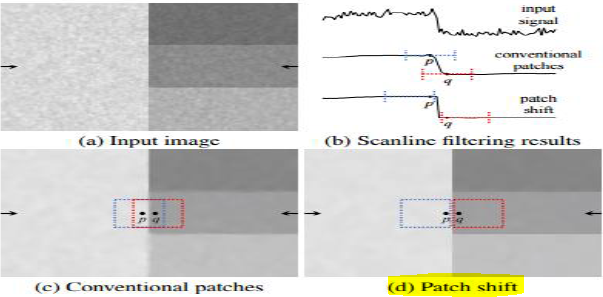 input
signal
conventional
patches
p
q
patch
shift
p
q
(a) Input image
(b) Scanline filtering results
p q
p q
(c) Conventional patches
(d) Patch shift